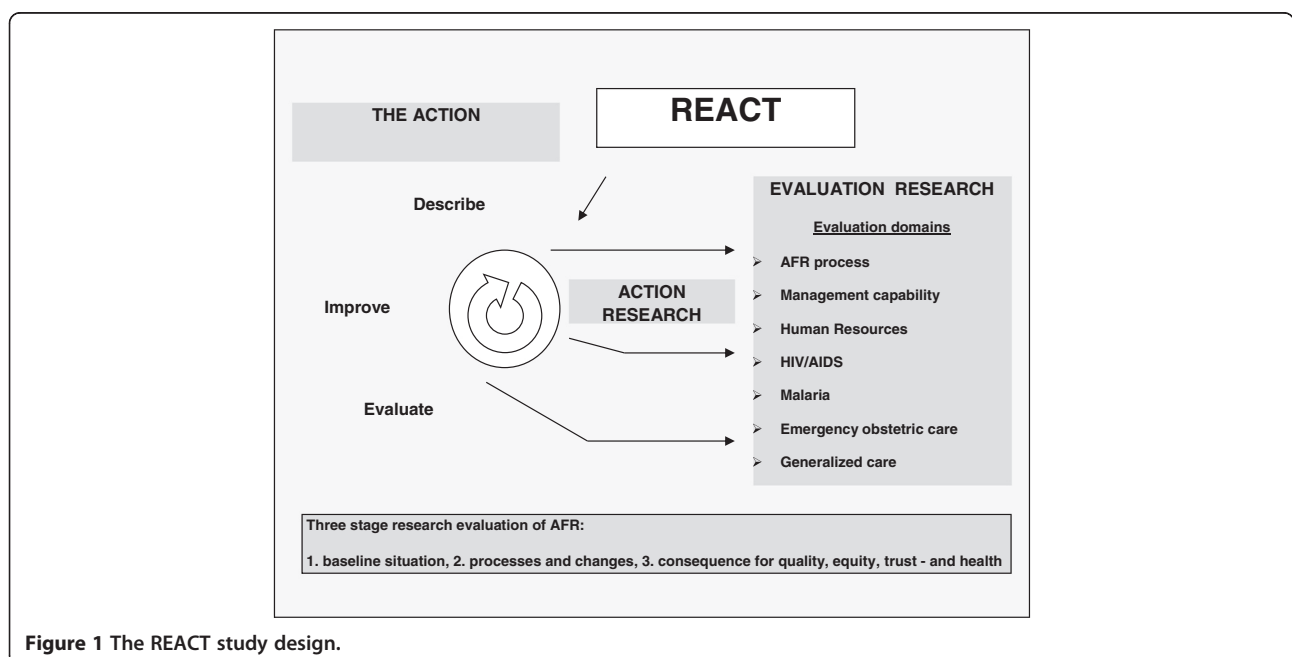 THE ACTION
REACT
Describe
Improve
Evaluate
ACTION
RESEARCH
EVALUATION RESEARCH
Evaluation domains
➢ AFR process
➢ Management capability
➢ Human Resources
➢ HIV/AIDS
➢ Malaria
➢ Emergency obstetric care
➢ Generalized care
Three stage research evaluation of AFR:
1. baseline situation, 2. processes and changes, 3. consequence for quality, equity, trust - and health
Figure 1 The REACT study design.